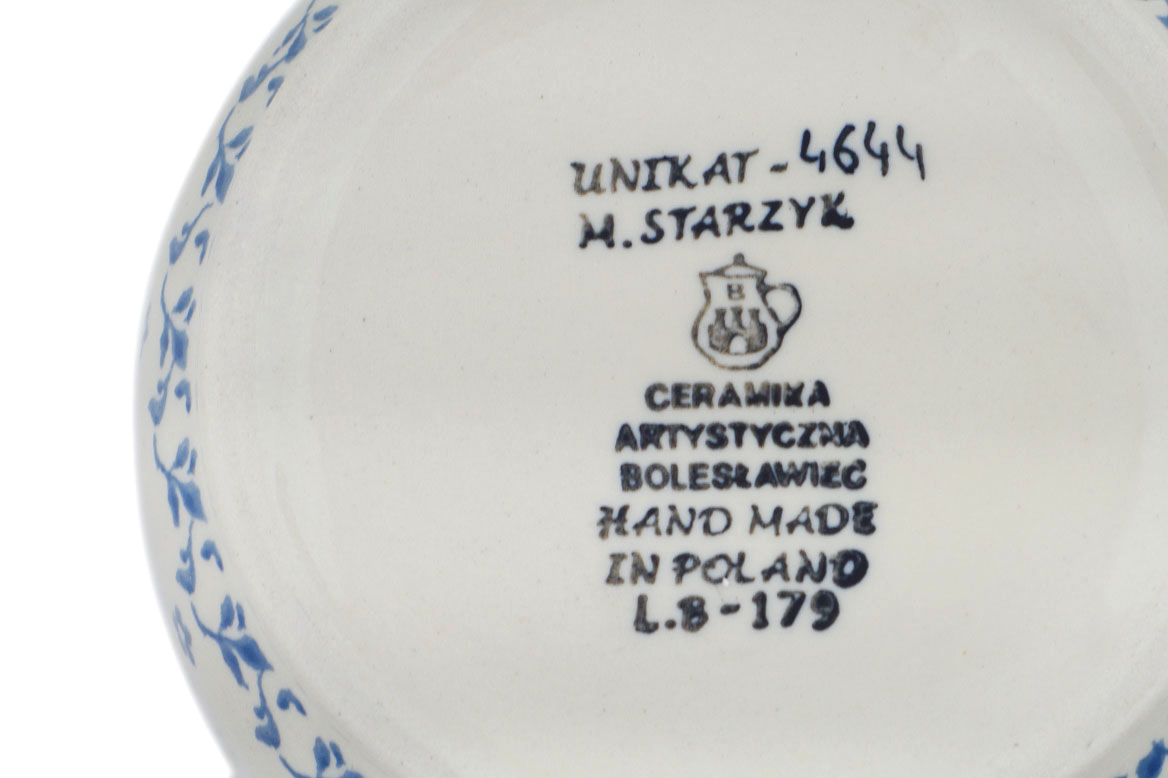 UNIKAT - 4644
M. STARZYK
B
CERAMIKA
ARTYSTYCZNA
BOLESŁAWIEC
HAND MADE
IN POLAND
L.B - 179